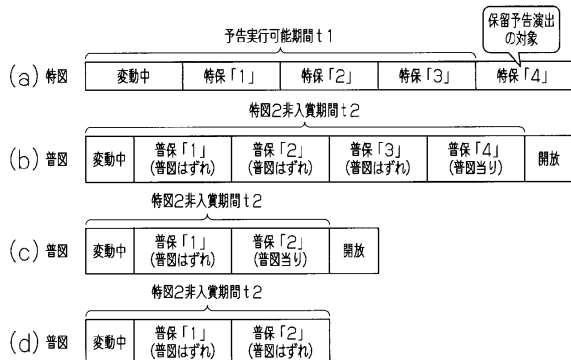 保留予告演出
の対象
予告実行可能期間t1
(a) 特図 変動中 特保「1」 特保「2」 特保「3」 特保「4」
特図2非入賞期間t2
(b) 普図 変動中 普保「1」 普保「2」 普保「3」 普保「4」 開放
(普図はずれ) (普図はずれ) (普図はずれ) (普図当り)
特図2非入賞期間t2
(c) 普図 変動中 普保「1」 普保「2」 開放
(普図はずれ) (普図当り)
特図2非入賞期間t2
(d) 普図 変動中 普保「1」 普保「2」
(普図はずれ) (普図はずれ)